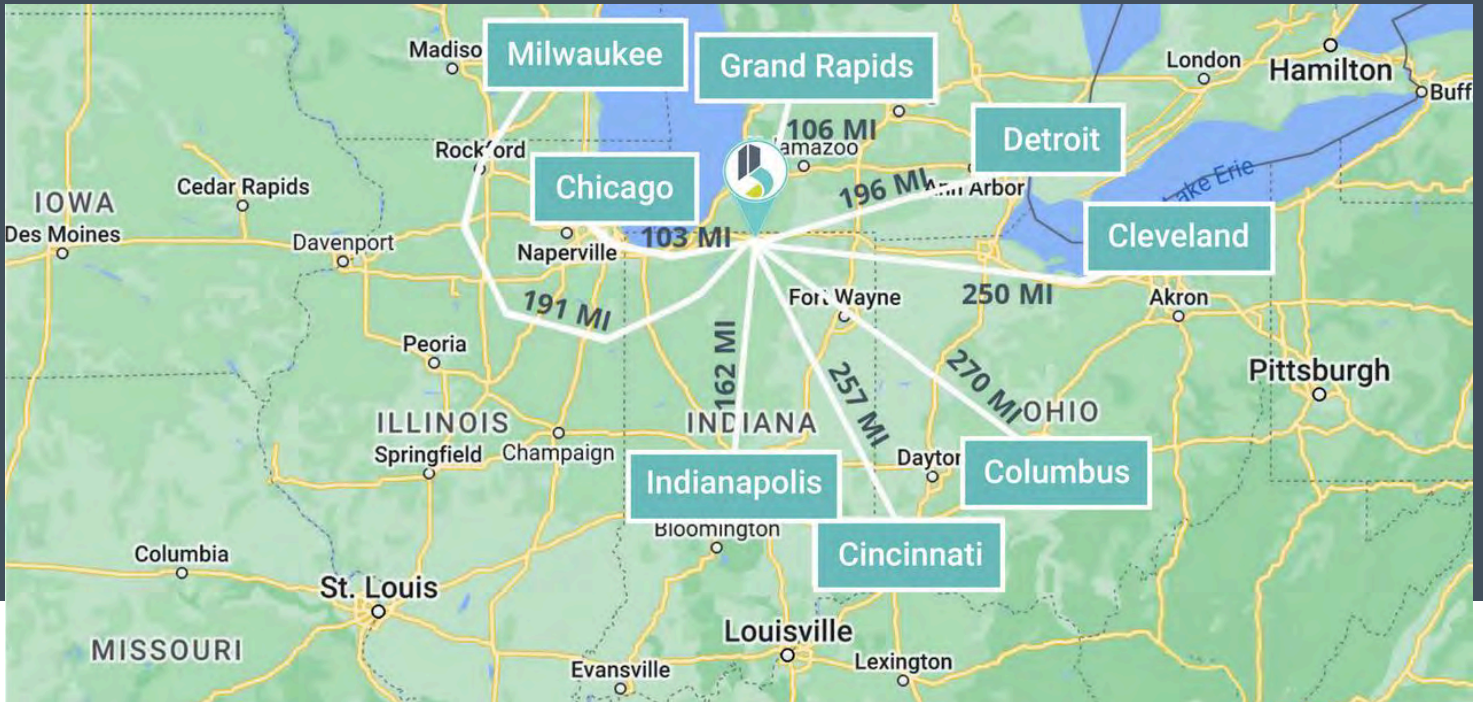 Madiso
Milwaukee
Grand Rapids
London
Hamilton
Buff
106 MI
Detroit
Rockford
amazoo
Chicago
196 MI
Ann Arbor
Lake Erie
Cedar Rapids
IOWA
Des Moines
Davenport
Naperville
103 MI
Cleveland
191 MI
Fort Wayne
250 MI
Akron
Peoria
162 MI
257 MI
270 MI
Pittsburgh
ILLINOIS
INDIANA
OHIO
Springfield
Champaign
Indianapolis
Dayton
Columbus
Bloomington
Cincinnati
Columbia
St. Louis
MISSOURI
Louisville
Evansville
Lexington